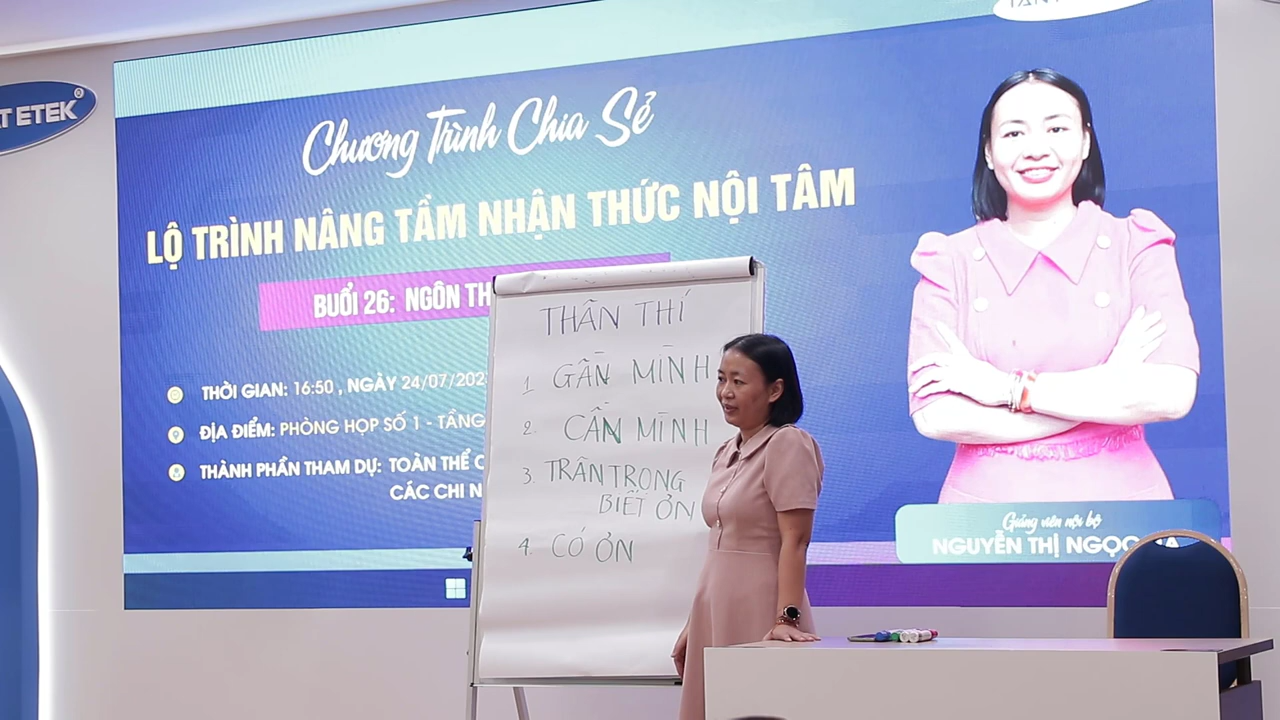 T ETEK
Chương Trình Chia Sẻ
LỘ TRÌNH NÂNG TẦM NHẬN THỨC NỘI TÂM
BUỔI 26: NGÔN TH
THỜI GIAN: 16:50 , NGÀY 24/07/202
ĐỊA ĐIỂM: PHÒNG HỌP SỐ 1 - TẦNG
THÀNH PHẦN THAM DỰ: TOÀN THỂ C
CÁC CHI N
THÂN THÍ
1 GẦN MÌNH
2. CẦN MÌNH
3. TRÂN TRỌNG
BIẾT ƠN
4. CÓ ƠN
Giảng viên nội bộ
NGUYỄN THỊ NGỌC